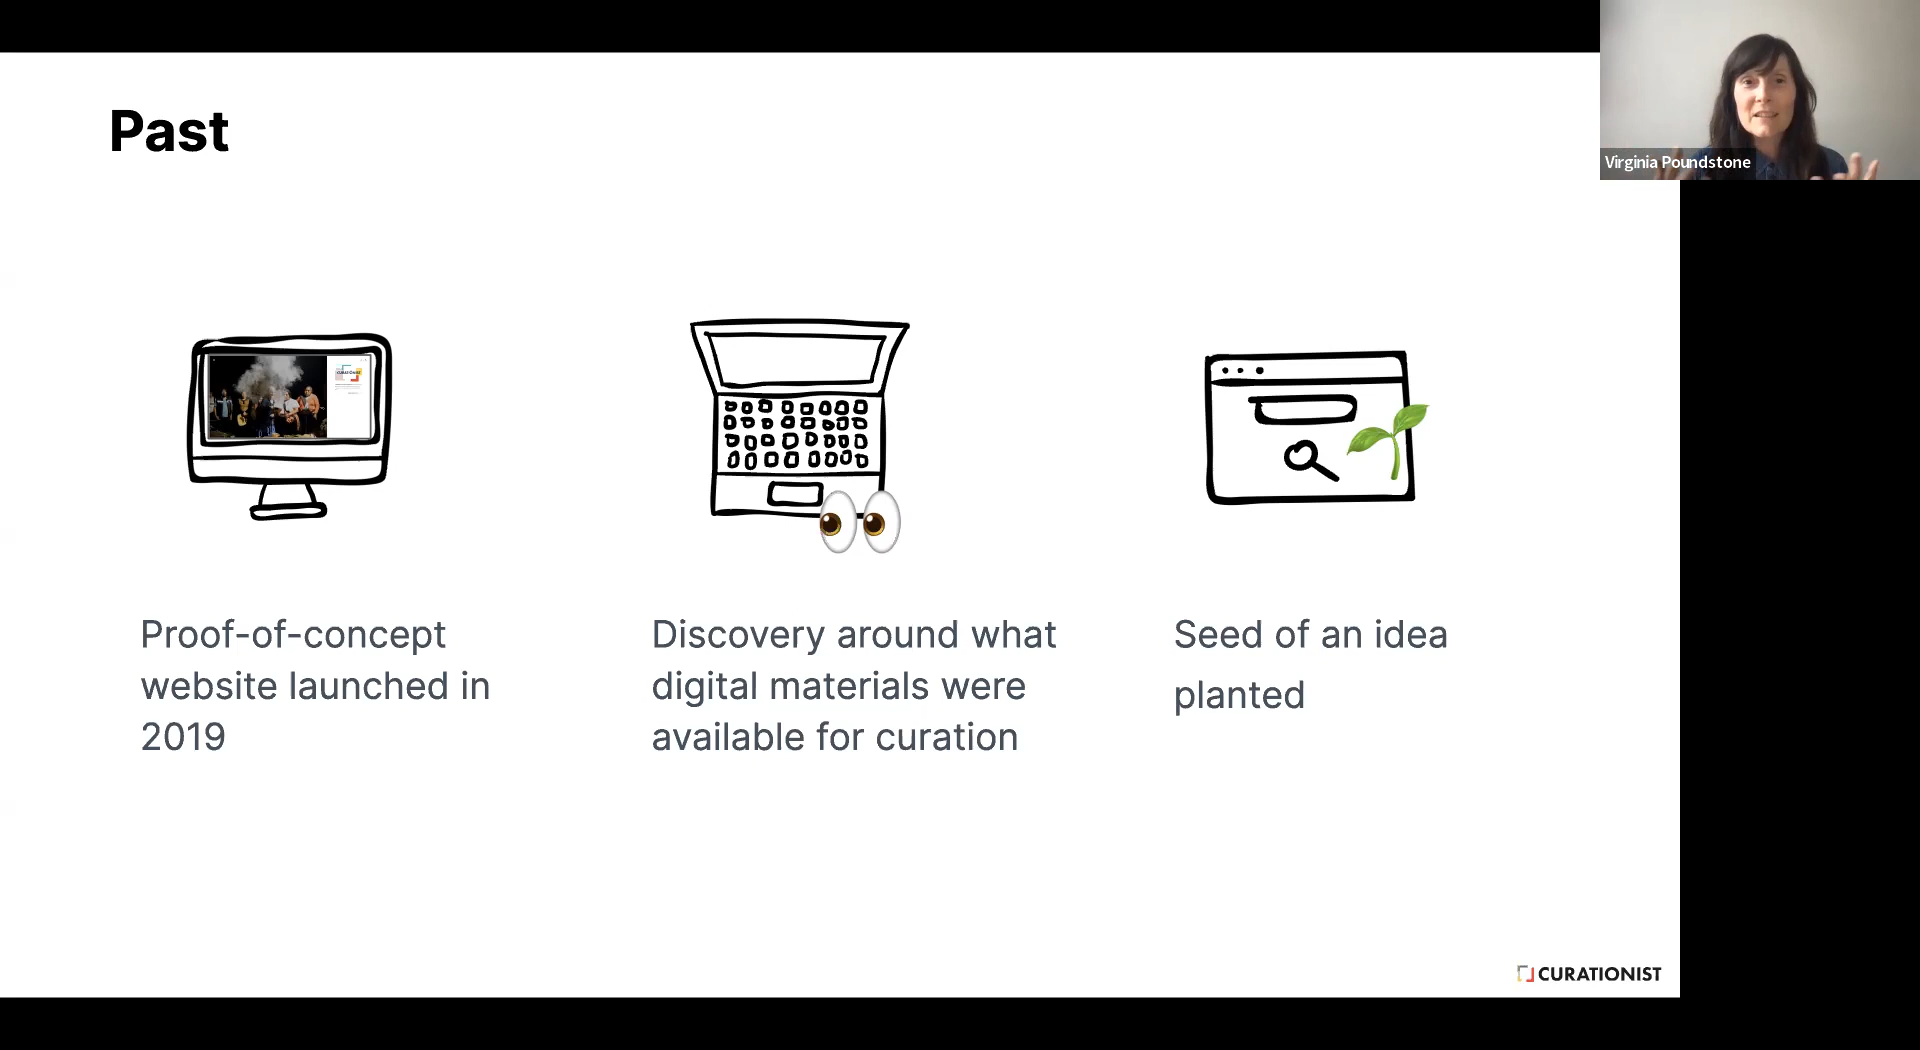 Past
Virginia Poundstone
Proof-of-concept
website launched in
2019
Discovery around what
digital materials were
available for curation
Seed of an idea
planted
CURATIONIST